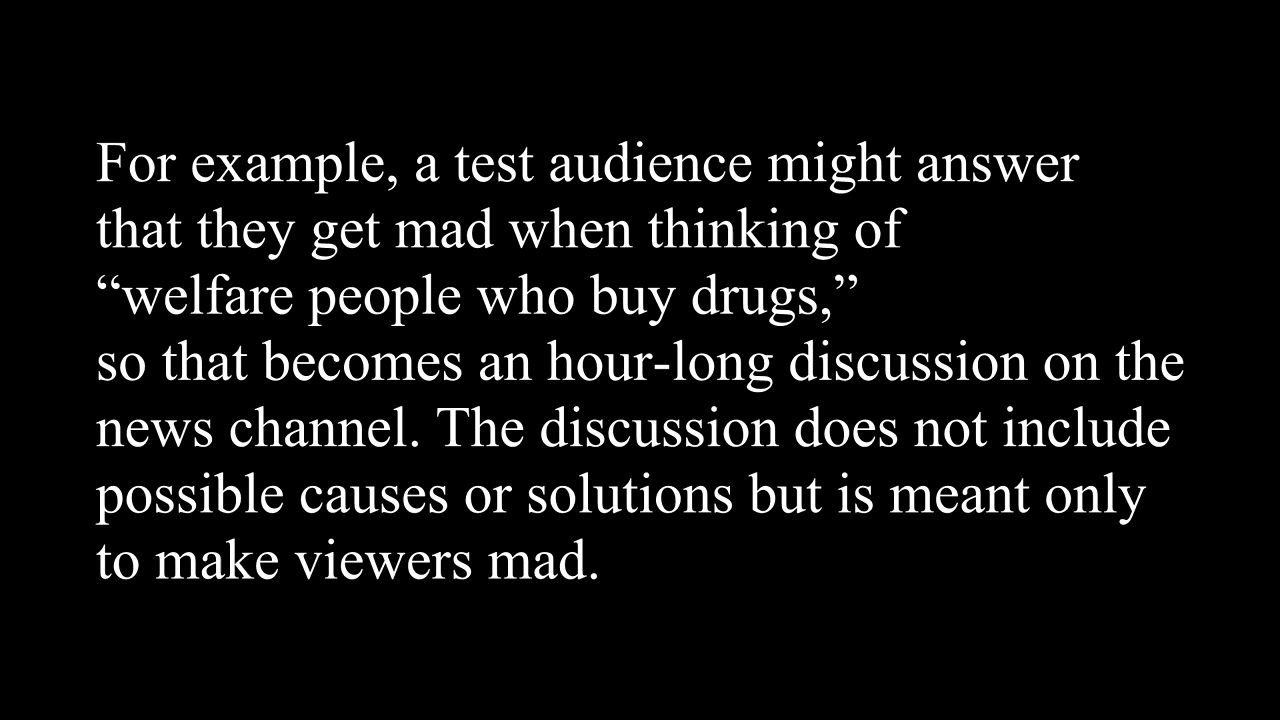 For example, a test audience might answer
that they get mad when thinking of
“welfare people who buy drugs,”
so that becomes an hour-long discussion on the
news channel. The discussion does not include
possible causes or solutions but is meant only
to make viewers mad.